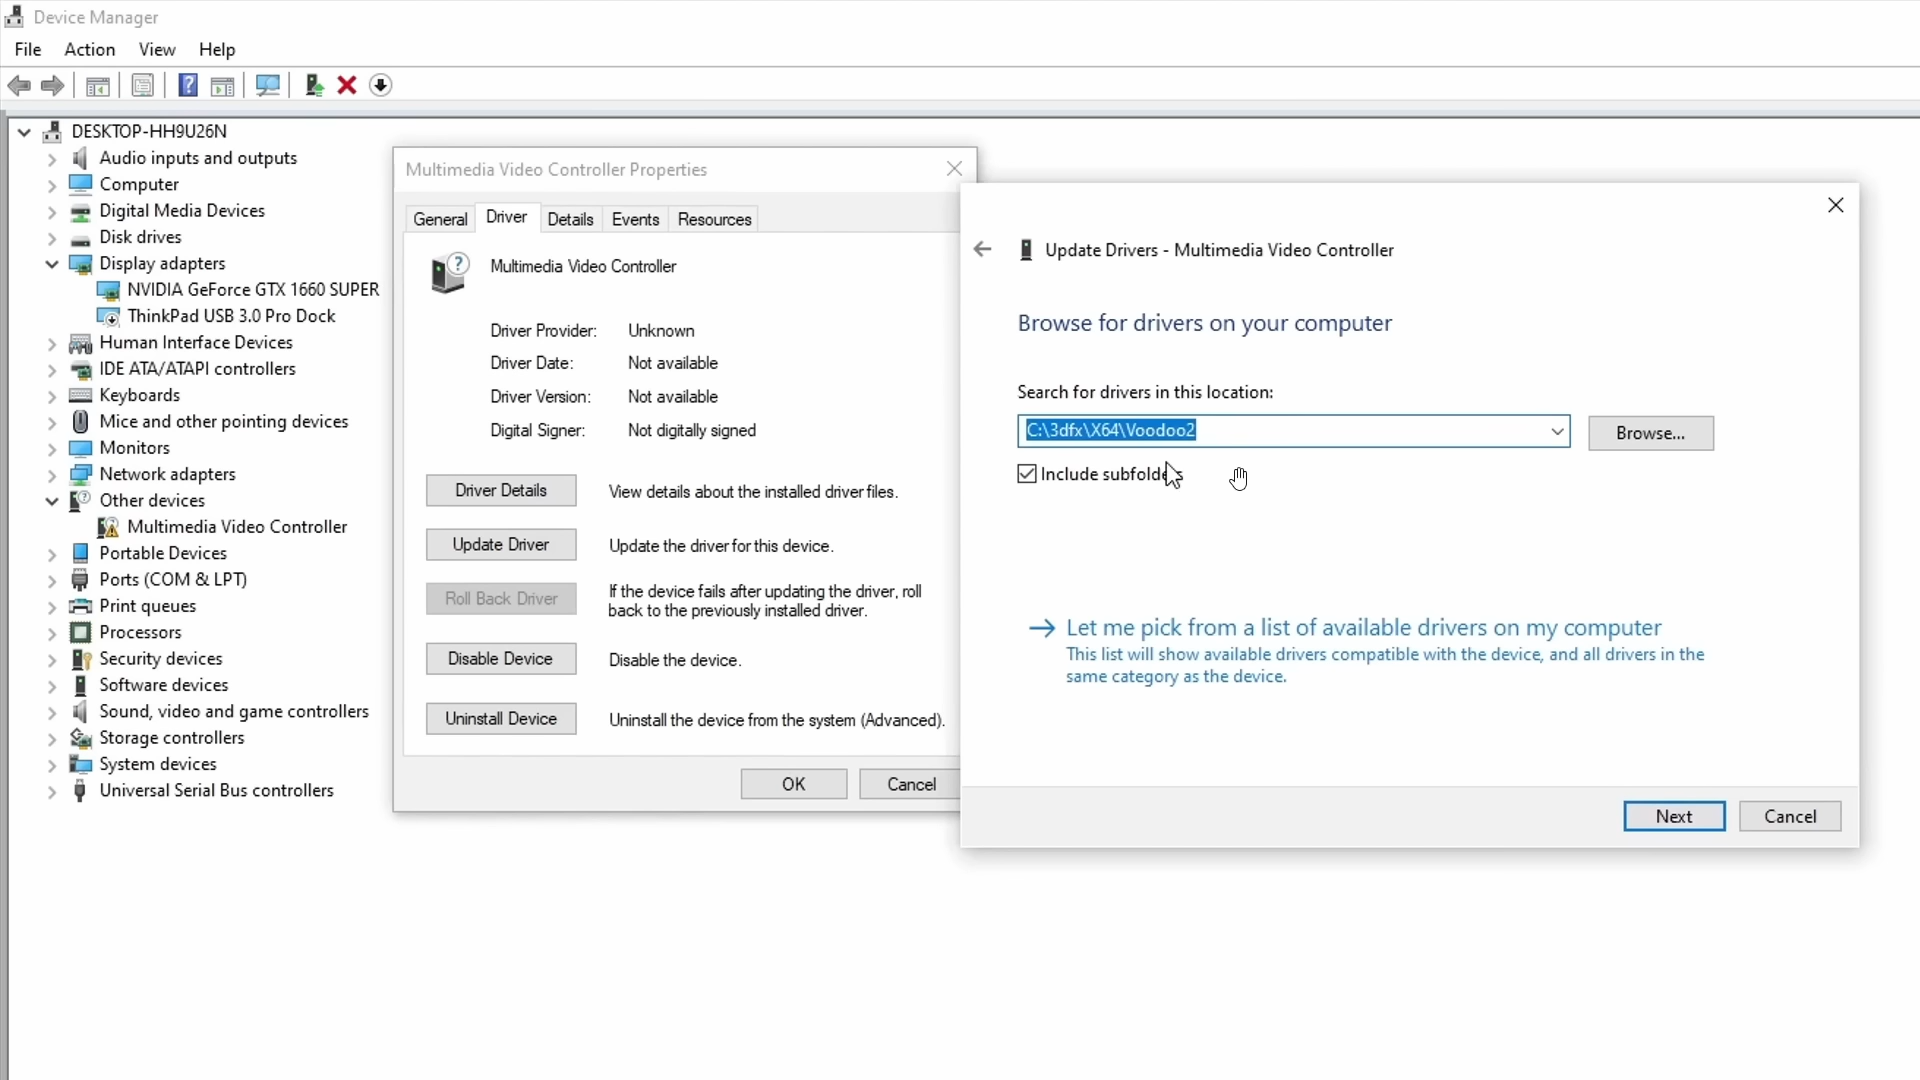 Device Manager
File Action View Help
DESKTOP-HH9U26N
Audio inputs and outputs
Computer
Digital Media Devices
Disk drives
Display adapters
NVIDIA GeForce GTX 1660 SUPER
ThinkPad USB 3.0 Pro Dock
Human Interface Devices
IDE ATA/ATAPI controllers
Keyboards
Mice and other pointing devices
Monitors
Network adapters
Other devices
Multimedia Video Controller
Portable Devices
Ports (COM & LPT)
Print queues
Processors
Security devices
Software devices
Sound, video and game controllers
Storage controllers
System devices
Universal Serial Bus controllers
Multimedia Video Controller Properties
General Driver Details Events Resources
Multimedia Video Controller
Driver Provider: Unknown
Driver Date: Not available
Driver Version: Not available
Digital Signer: Not digitally signed
Driver Details View details about the installed driver files.
Update Driver Update the driver for this device.
Roll Back Driver If the device fails after updating the driver, roll
back to the previously installed driver.
Disable Device Disable the device.
Uninstall Device Uninstall the device from the system (Advanced).
OK Cancel
Update Drivers - Multimedia Video Controller
Browse for drivers on your computer
Search for drivers in this location:
C:\3dfx\X64\Voodoo2 Browse...
Include subfolders
Let me pick from a list of available drivers on my computer
This list will show available drivers compatible with the device, and all drivers in the
same category as the device.
Next Cancel